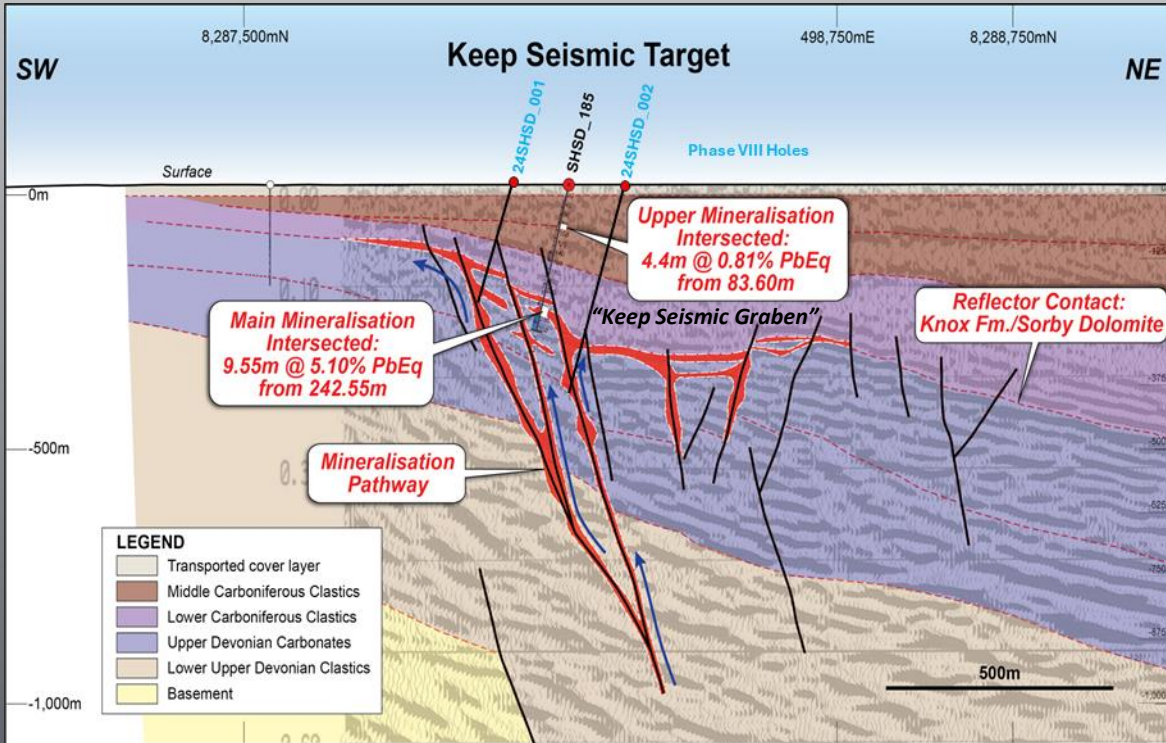 8,287,500mN
498,750mE
8,288,750mN
SW
Keep Seismic Target
NE
24SHSD_001
SHSD_185
24SHSD_002
Phase VIII Holes
Surface
0m
0.00
Upper Mineralisation
Intersected:
4.4m @ 0.81% PbEq
from 83.60m
Main Mineralisation
Intersected:
9.55m @ 5.10% PbEq
from 242.55m
"Keep Seismic Graben"
Reflector Contact:
Knox Fm./Sorby Dolomite
-500m
Mineralisation
Pathway
LEGEND
Transported cover layer
Middle Carboniferous Clastics
Lower Carboniferous Clastics
Upper Devonian Carbonates
Lower Upper Devonian Clastics
Basement
500m
-1,000m